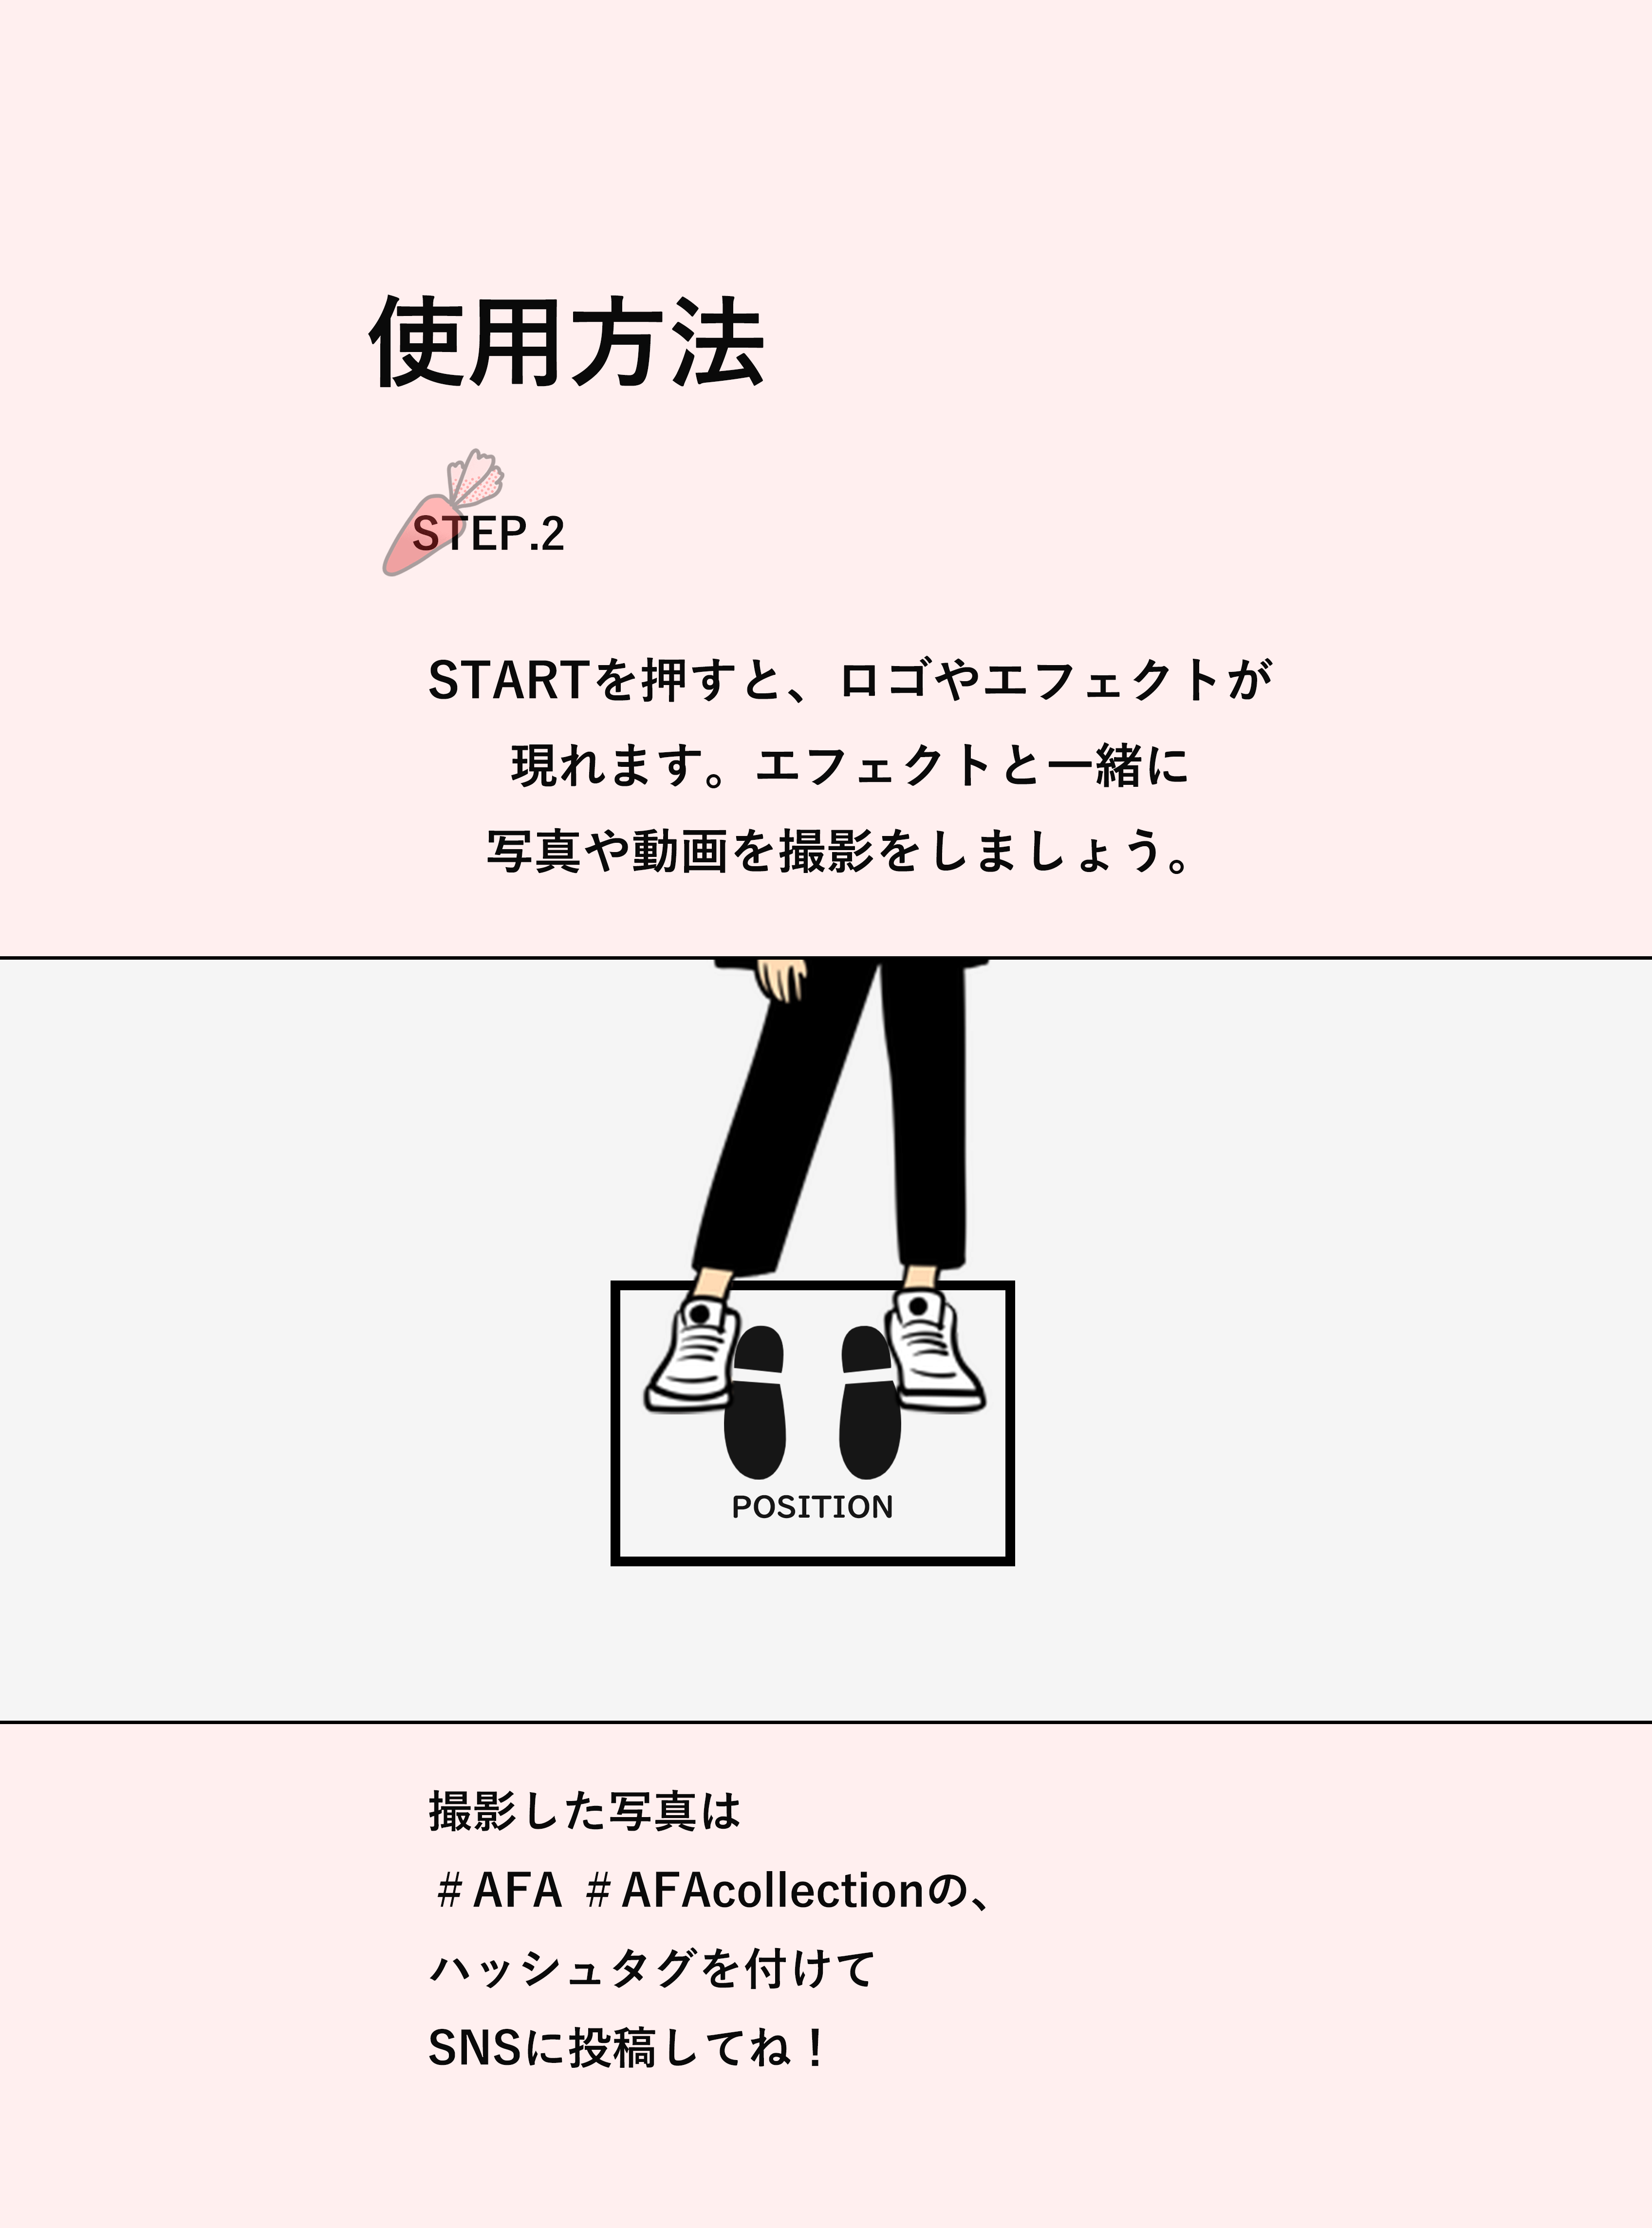 使用方法
STEP.2
STARTを押すと、ロゴやエフェクトが
現れます。エフェクトと一緒に
写真や動画を撮影をしましょう。
POSITION
撮影した写真は
＃AFA ＃AFAcollectionの、
ハッシュタグを付けて
SNSに投稿してね！